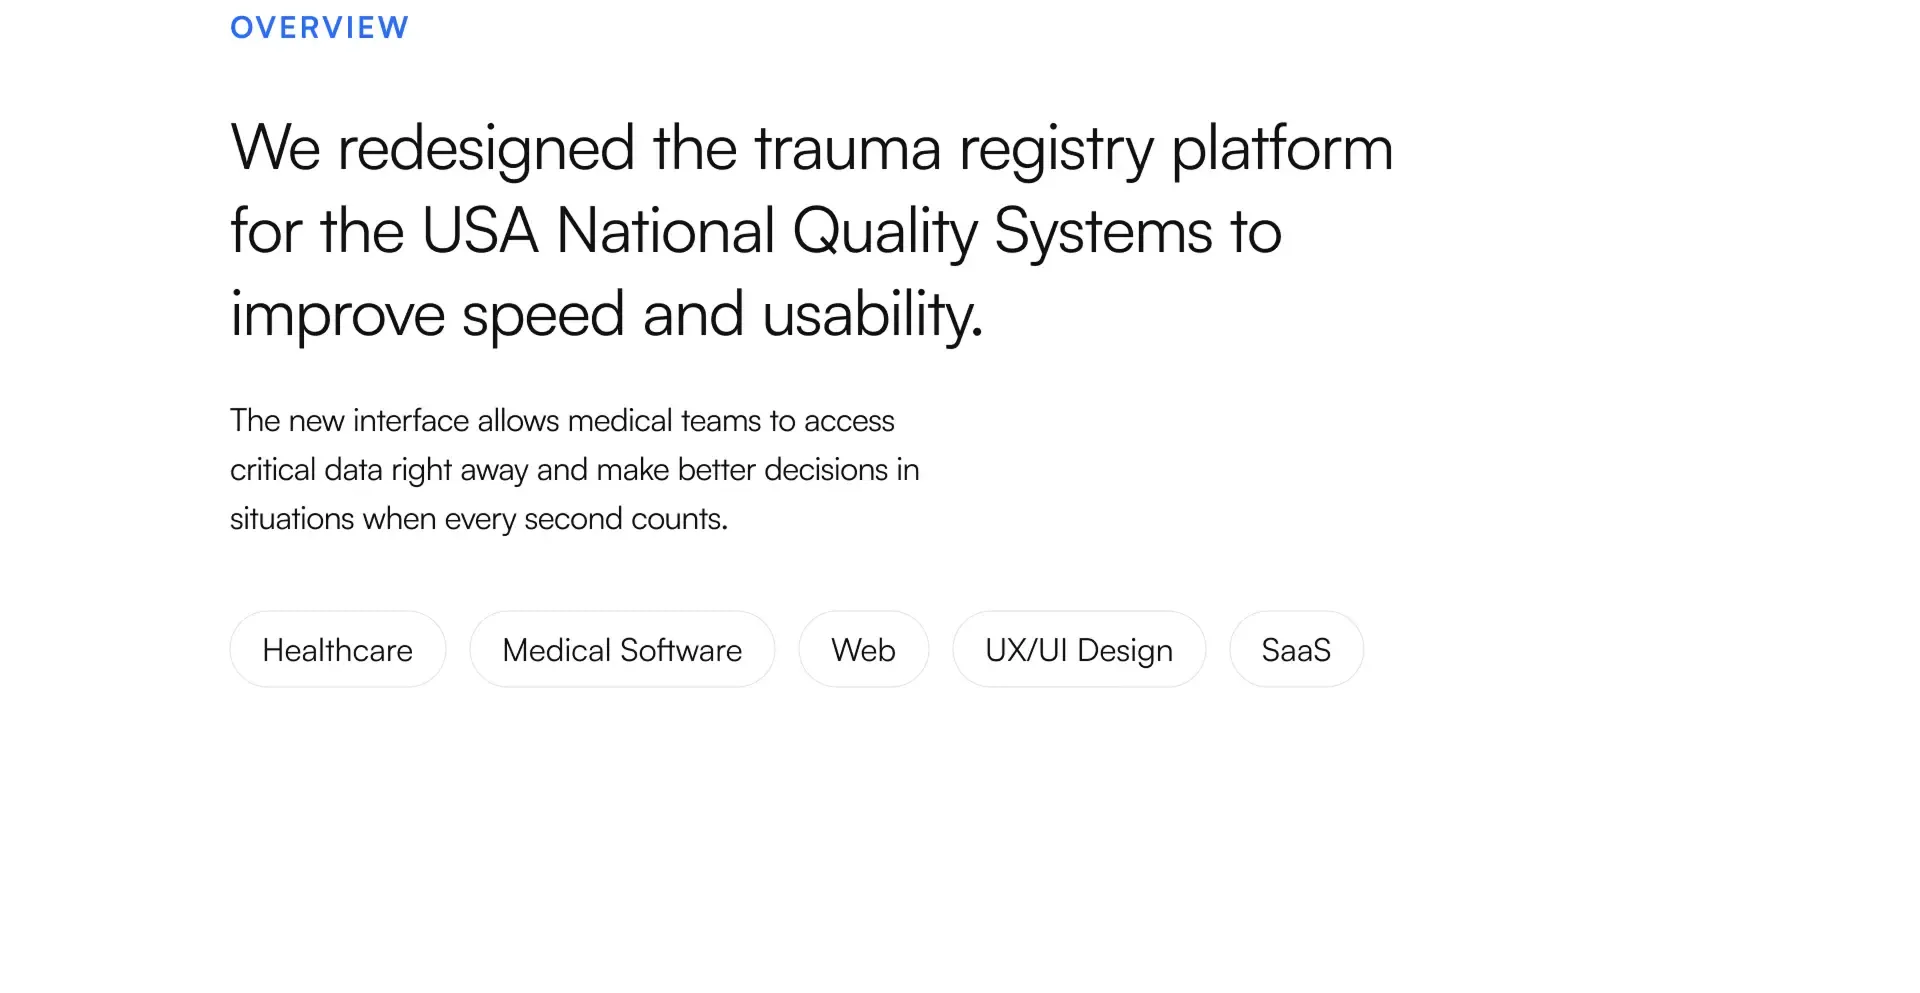 OVERVIEW
We redesigned the trauma registry platform
for the USA National Quality Systems to
improve speed and usability.
The new interface allows medical teams to access
critical data right away and make better decisions in
situations when every second counts.
Healthcare
Medical Software
Web
UX/UI Design
SaaS